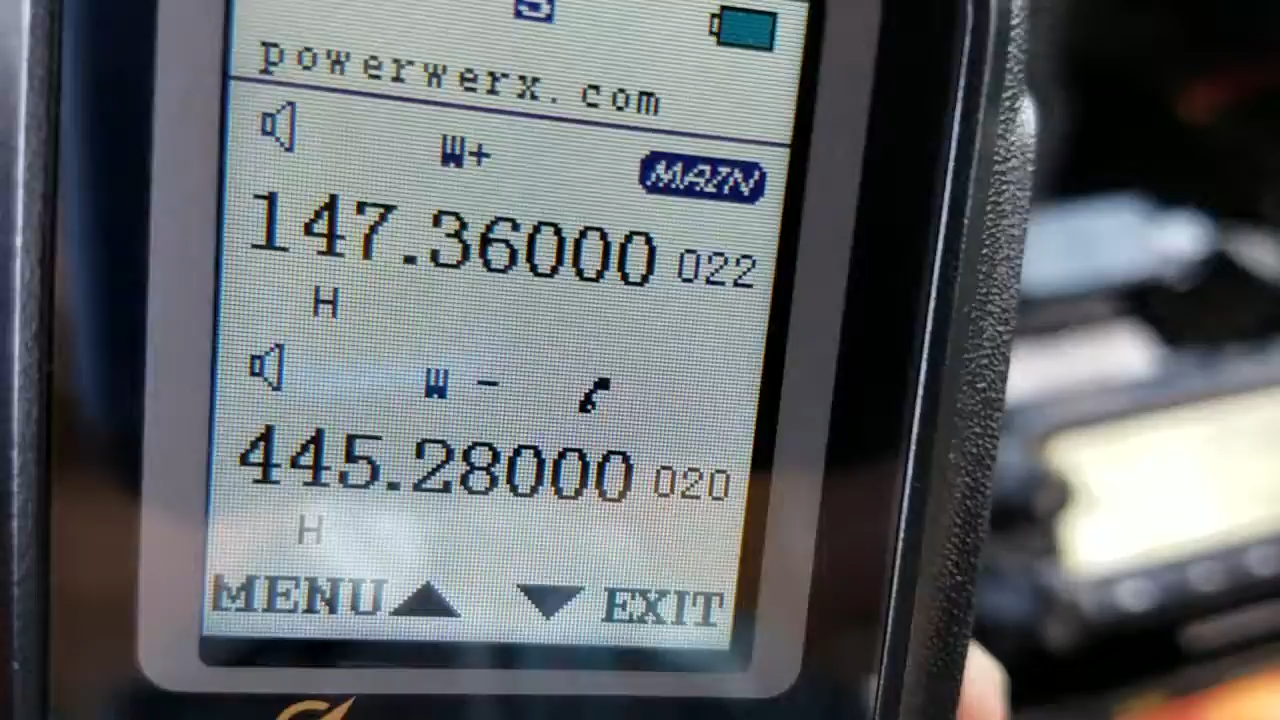 S
powerwerx.com
W+ MAIN
147.36000 022
H
W -
445.28000 020
H
MENU EXIT